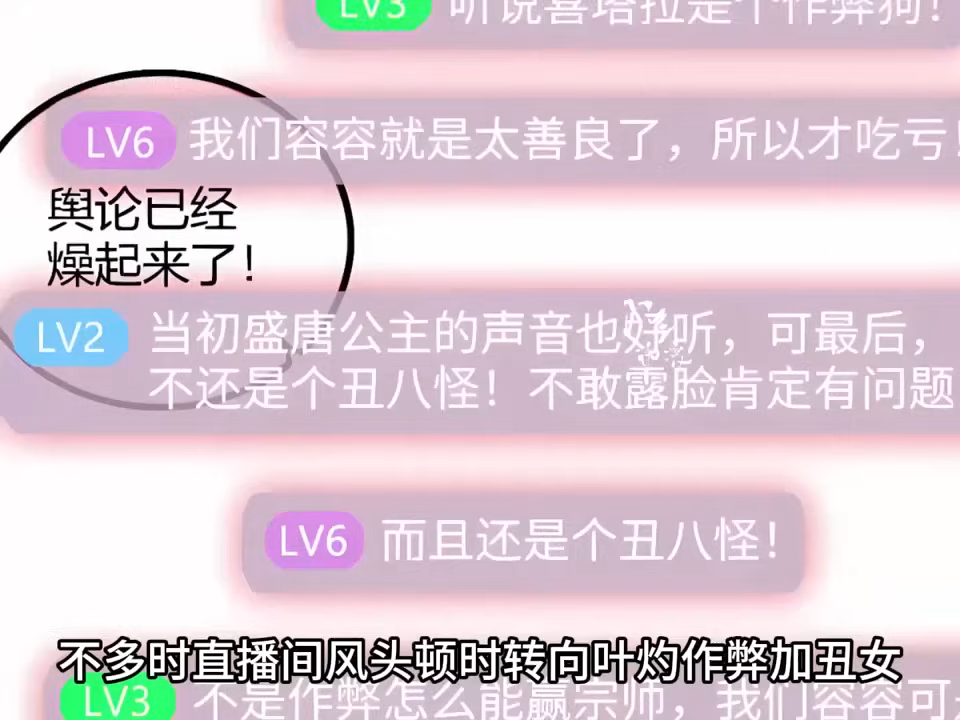 LV3 听说喜塔拉是个作弊狗！
LV6 我们容容就是太善良了，所以才吃亏！
舆论已经
燥起来了！
LV2 当初盛唐公主的声音也好听，可最后，
不还是个丑八怪！不敢露脸肯定有问题
LV6 而且还是个丑八怪！
不多时直播间风头顿时转向叶灼作弊加丑女
LV3 不是作弊怎么能赢宗师，我们容容可